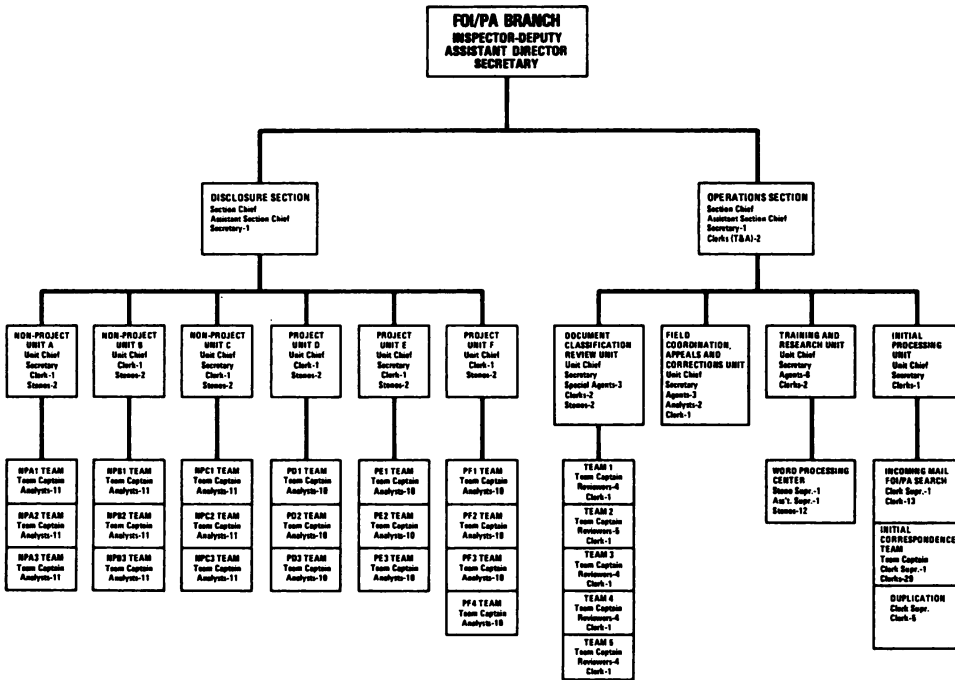 FOI/PA BRANCH
INSPECTOR-DEPUTY
ASSISTANT DIRECTOR
SECRETARY
DISCLOSURE SECTION
Section Chief
Assistant Section Chief
Secretary-1
OPERATIONS SECTION
Section Chief
Assistant Section Chief
Secretary-1
Clerks (T&A)-2
NON-PROJECT
UNIT A
Unit Chief
Secretary
Clerk-1
Stenos-2
NON-PROJECT
UNIT B
Unit Chief
Clerk-1
Stenos-2
NON-PROJECT
UNIT C
Unit Chief
Secretary
Clerk-1
Stenos-2
PROJECT
UNIT D
Unit Chief
Clerk-1
Stenos-2
PROJECT
UNIT E
Unit Chief
Secretary
Clerk-1
Stenos-2
PROJECT
UNIT F
Unit Chief
Clerk-1
Stenos-2
DOCUMENT
CLASSIFICATION
REVIEW UNIT
Unit Chief
Secretary
Special Agents-3
Clerks-2
Stenos-2
FIELD
COORDINATION,
APPEALS AND
CORRECTIONS UNIT
Unit Chief
Secretary
Agents-3
Analysts-2
Clerk-1
TRAINING AND
RESEARCH UNIT
Unit Chief
Secretary
Agents-6
Clerks-2
INITIAL
PROCESSING
UNIT
Unit Chief
Secretary
Clerks-1
NPA1 TEAM
Team Captain
Analysts-11
NPA2 TEAM
Team Captain
Analysts-11
NPA3 TEAM
Team Captain
Analysts-11
NPB1 TEAM
Team Captain
Analysts-11
NPB2 TEAM
Team Captain
Analysts-11
NPB3 TEAM
Team Captain
Analysts-11
NPC1 TEAM
Team Captain
Analysts-11
NPC2 TEAM
Team Captain
Analysts-11
NPC3 TEAM
Team Captain
Analysts-11
PD1 TEAM
Team Captain
Analysts-10
PD2 TEAM
Team Captain
Analysts-10
PD3 TEAM
Team Captain
Analysts-10
PE1 TEAM
Team Captain
Analysts-10
PE2 TEAM
Team Captain
Analysts-10
PE3 TEAM
Team Captain
Analysts-10
PF1 TEAM
Team Captain
Analysts-10
PF2 TEAM
Team Captain
Analysts-10
PF3 TEAM
Team Captain
Analysts-10
PF4 TEAM
Team Captain
Analysts-10
TEAM 1
Team Captain
Reviewers-4
Clerk-1
TEAM 2
Team Captain
Reviewers-5
Clerk-1
TEAM 3
Team Captain
Reviewers-4
Clerk-1
TEAM 4
Team Captain
Reviewers-4
Clerk-1
TEAM 5
Team Captain
Reviewers-4
Clerk-1
WORD PROCESSING
CENTER
Steno Supr.-1
Ass't. Supr.-1
Stenos-12
INCOMING MAIL
FOI/PA SEARCH
Clerk Supr.-1
Clerk-13
INITIAL
CORRESPONDENCE
TEAM
Team Captain
Clerk Supr.-1
Clerks-29
DUPLICATION
Clerk Supr.
Clerk-5